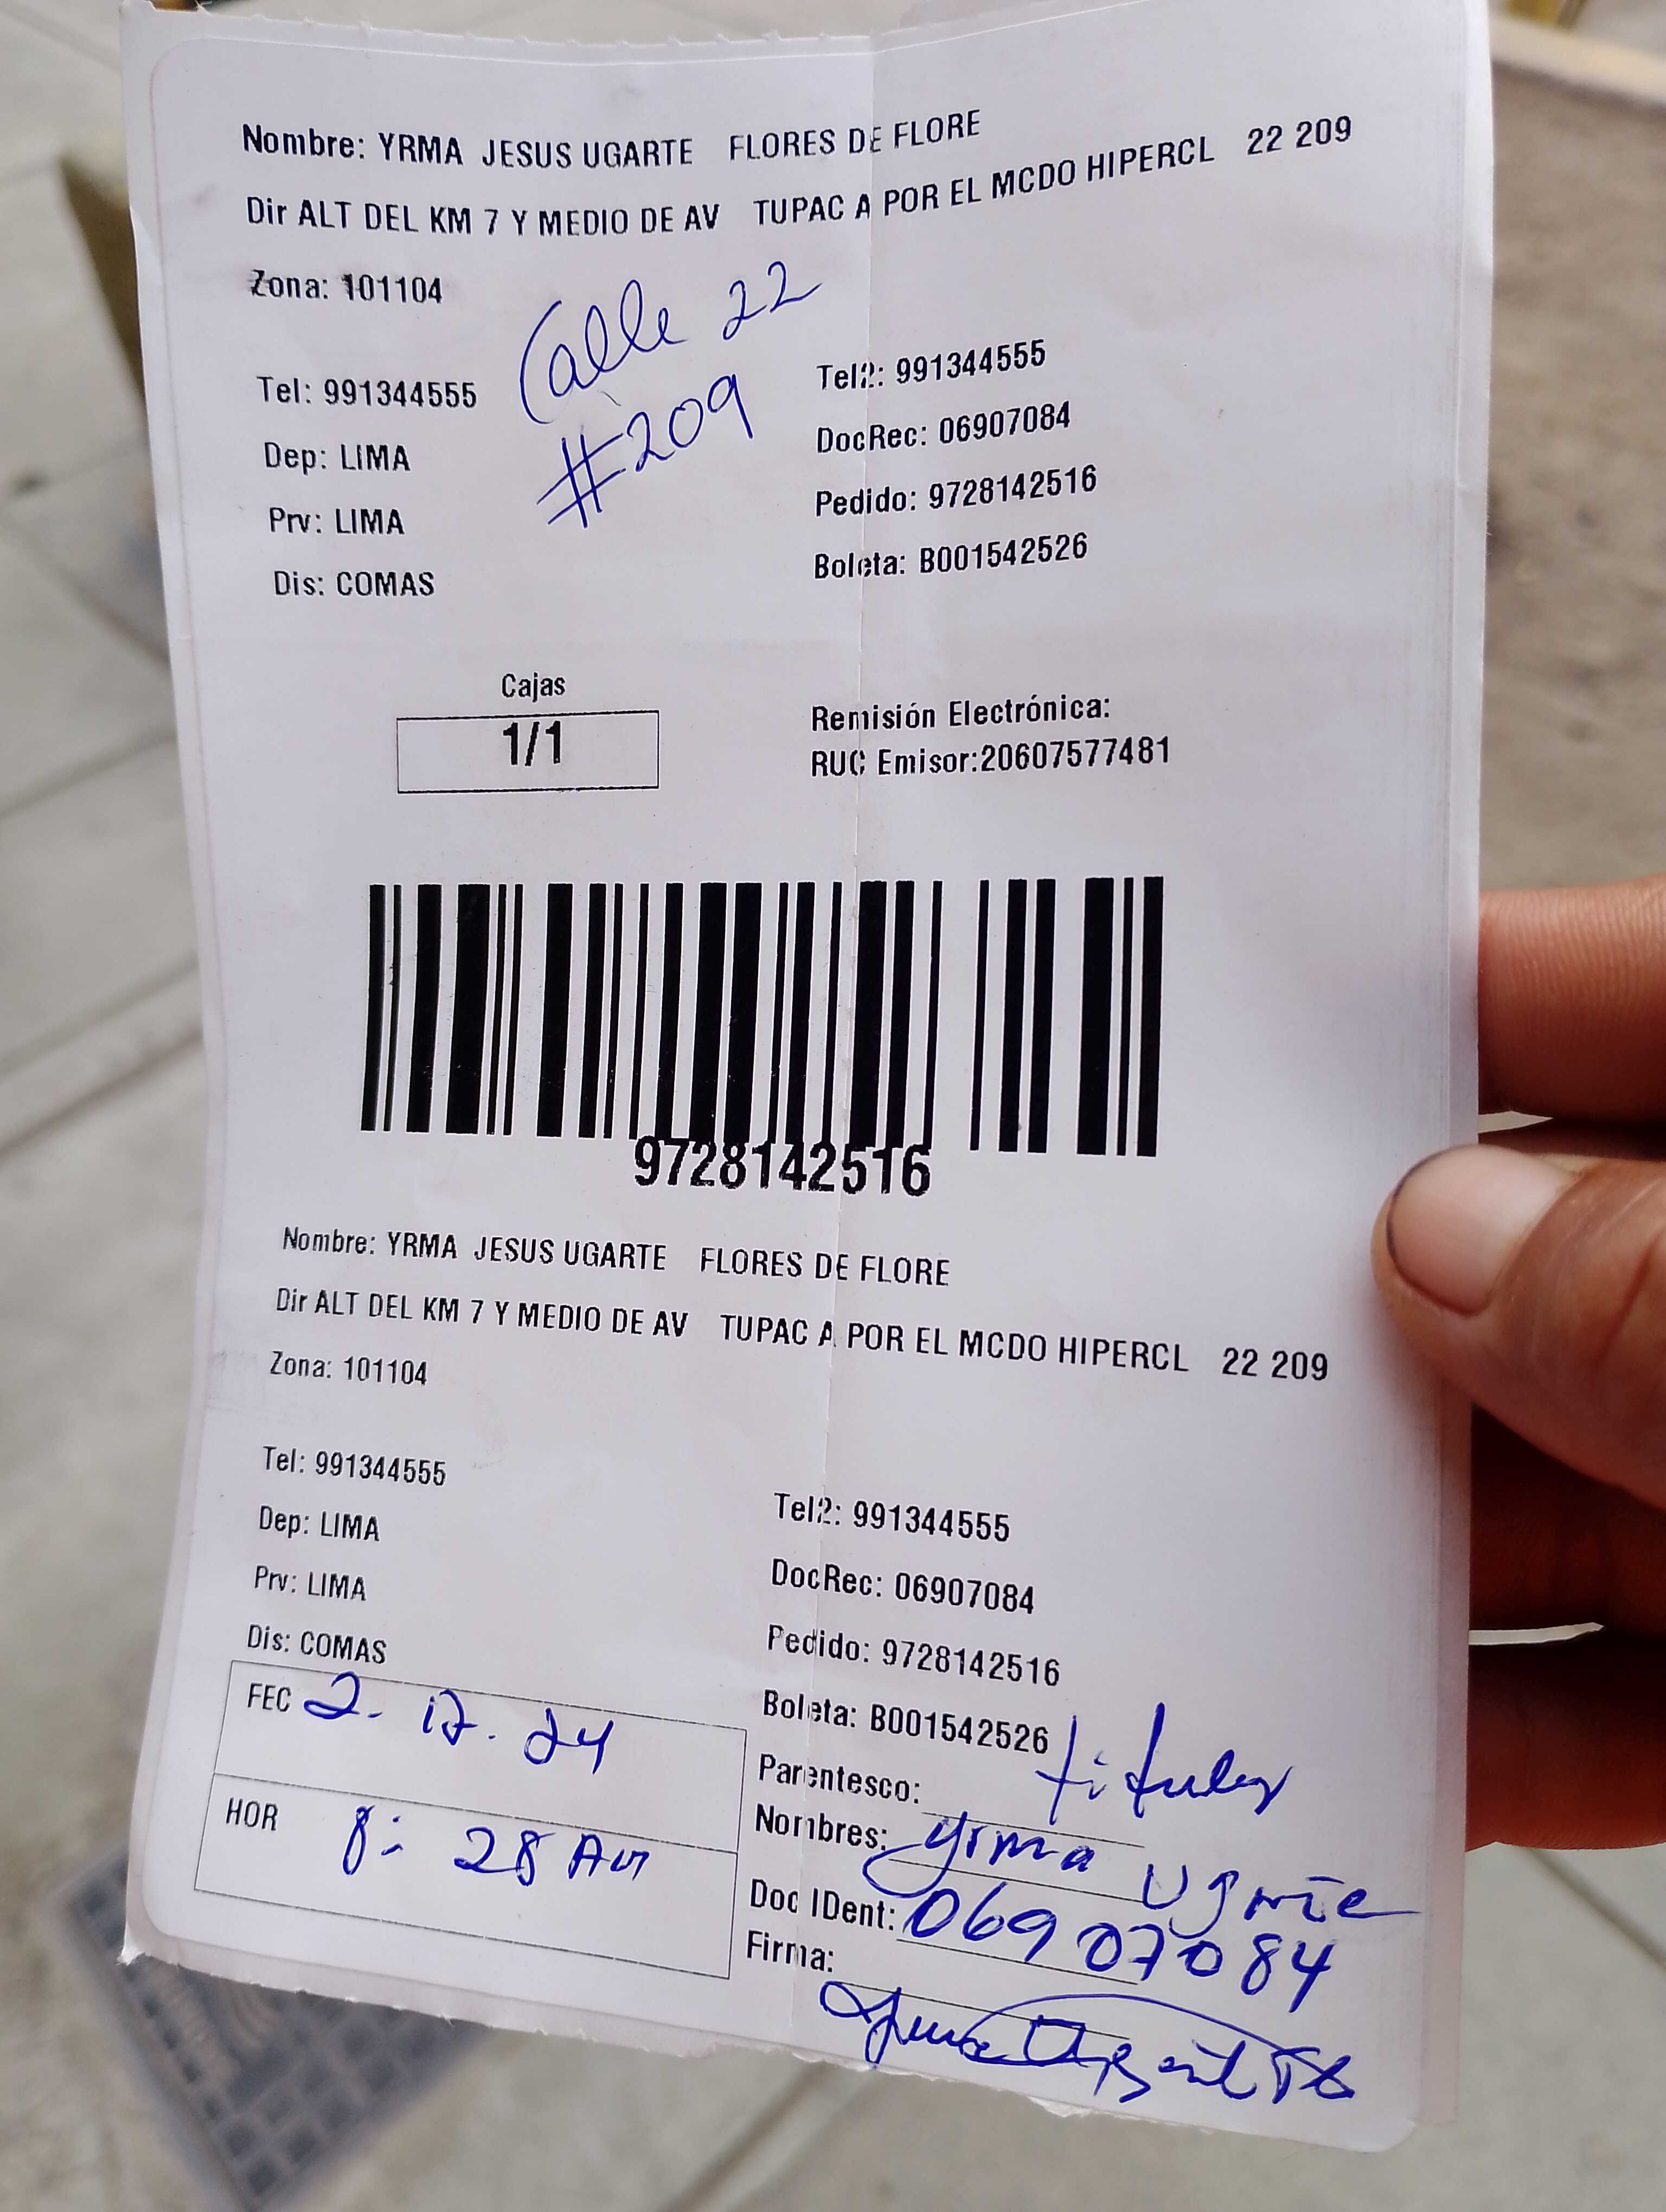 Nombre: YRMA JESUS UGARTE FLORES DE FLORE
Dir ALT DEL KM 7 Y MEDIO DE AV TUPAC A POR EL MCDO HIPERCL 22 209
Zona: 101104
Calle 22
#209
Tel: 991344555
Tel2: 991344555
Dep: LIMA
DocRec: 06907084
Prv: LIMA
Pedido: 9728142516
Dis: COMAS
Boleta: B001542526
Cajas
1/1
Remisión Electrónica:
RUC Emisor:20607577481
9728142516
Nombre: YRMA JESUS UGARTE FLORES DE FLORE
Dir ALT DEL KM 7 Y MEDIO DE AV TUPAC A POR EL MCDO HIPERCL 22 209
Zona: 101104
Tel: 991344555
Tel2: 991344555
Dep: LIMA
DocRec: 06907084
Prv: LIMA
Pedido: 9728142516
Dis: COMAS
Boleta: B001542526
FEC 2. 12. 24
Parentesco: titular
HOR 8: 28 AM
Nombres: Yrma Ugarte
Doc IDent: 06907084
Firma: